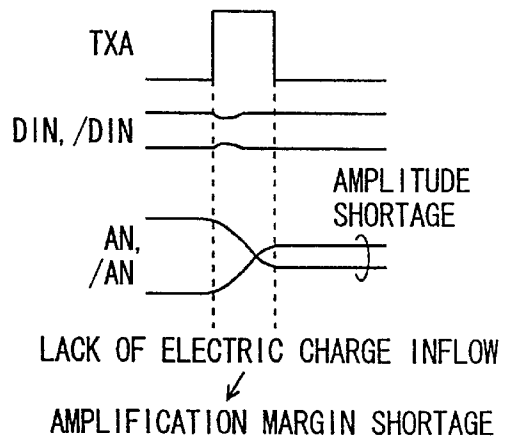 TXA
DIN, /DIN
AMPLITUDE
SHORTAGE
AN,
/AN
LACK OF ELECTRIC CHARGE INFLOW
AMPLIFICATION MARGIN SHORTAGE